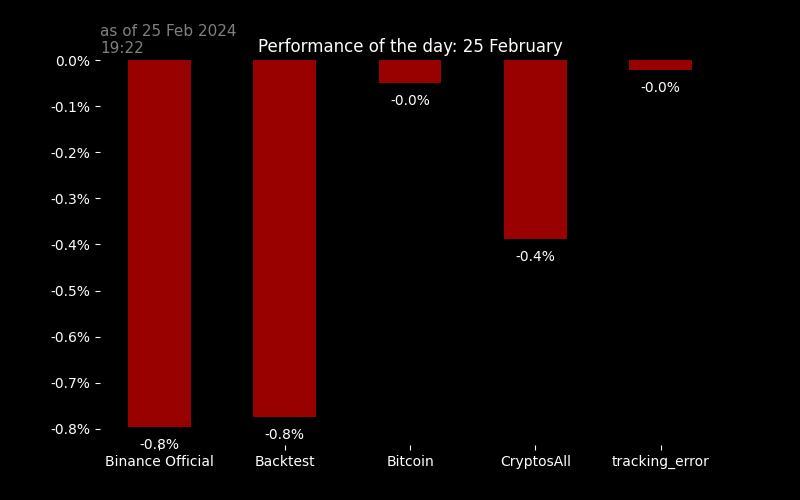 as of 25 Feb 2024
19:22
Performance of the day: 25 February
0.0%
-0.1%
-0.2%
-0.3%
-0.4%
-0.5%
-0.6%
-0.7%
-0.8%
-0.8%
-0.8%
-0.0%
-0.4%
-0.0%
Binance Official
Backtest
Bitcoin
CryptosAll
tracking_error